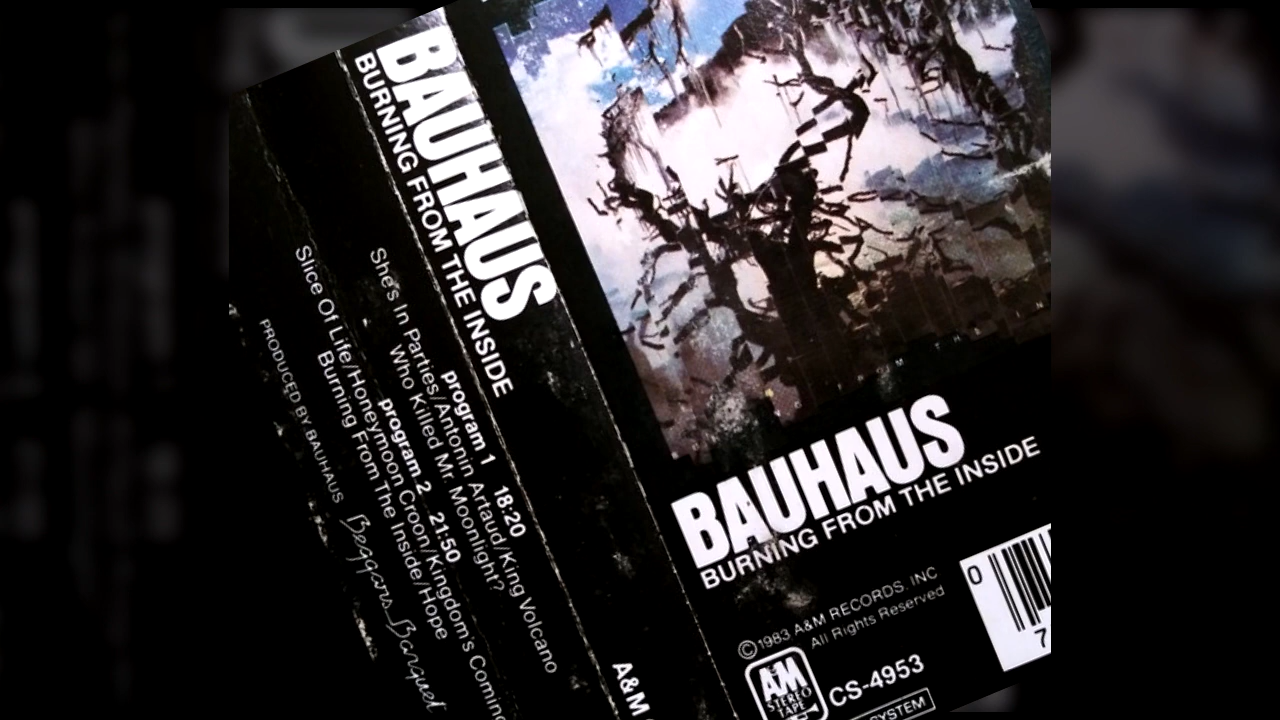 BAUHAUS
BURNING FROM THE INSIDE
program 1 18:20
She's In Parties/Antonin Artaud/King Volcano
Who Killed Mr. Moonlight?
program 2 21:50
Slice Of Life/Honeymoon Croon/Kingdom's Coming
Burning From The Inside/Hope
PRODUCED BY BAUHAUS
Beggars Banquet
A&M
BAUHAUS
BURNING FROM THE INSIDE
©1983 A&M RECORDS, INC
All Rights Reserved
A&M
STEREO
TAPE
CS-4953
SYSTEM
0
7